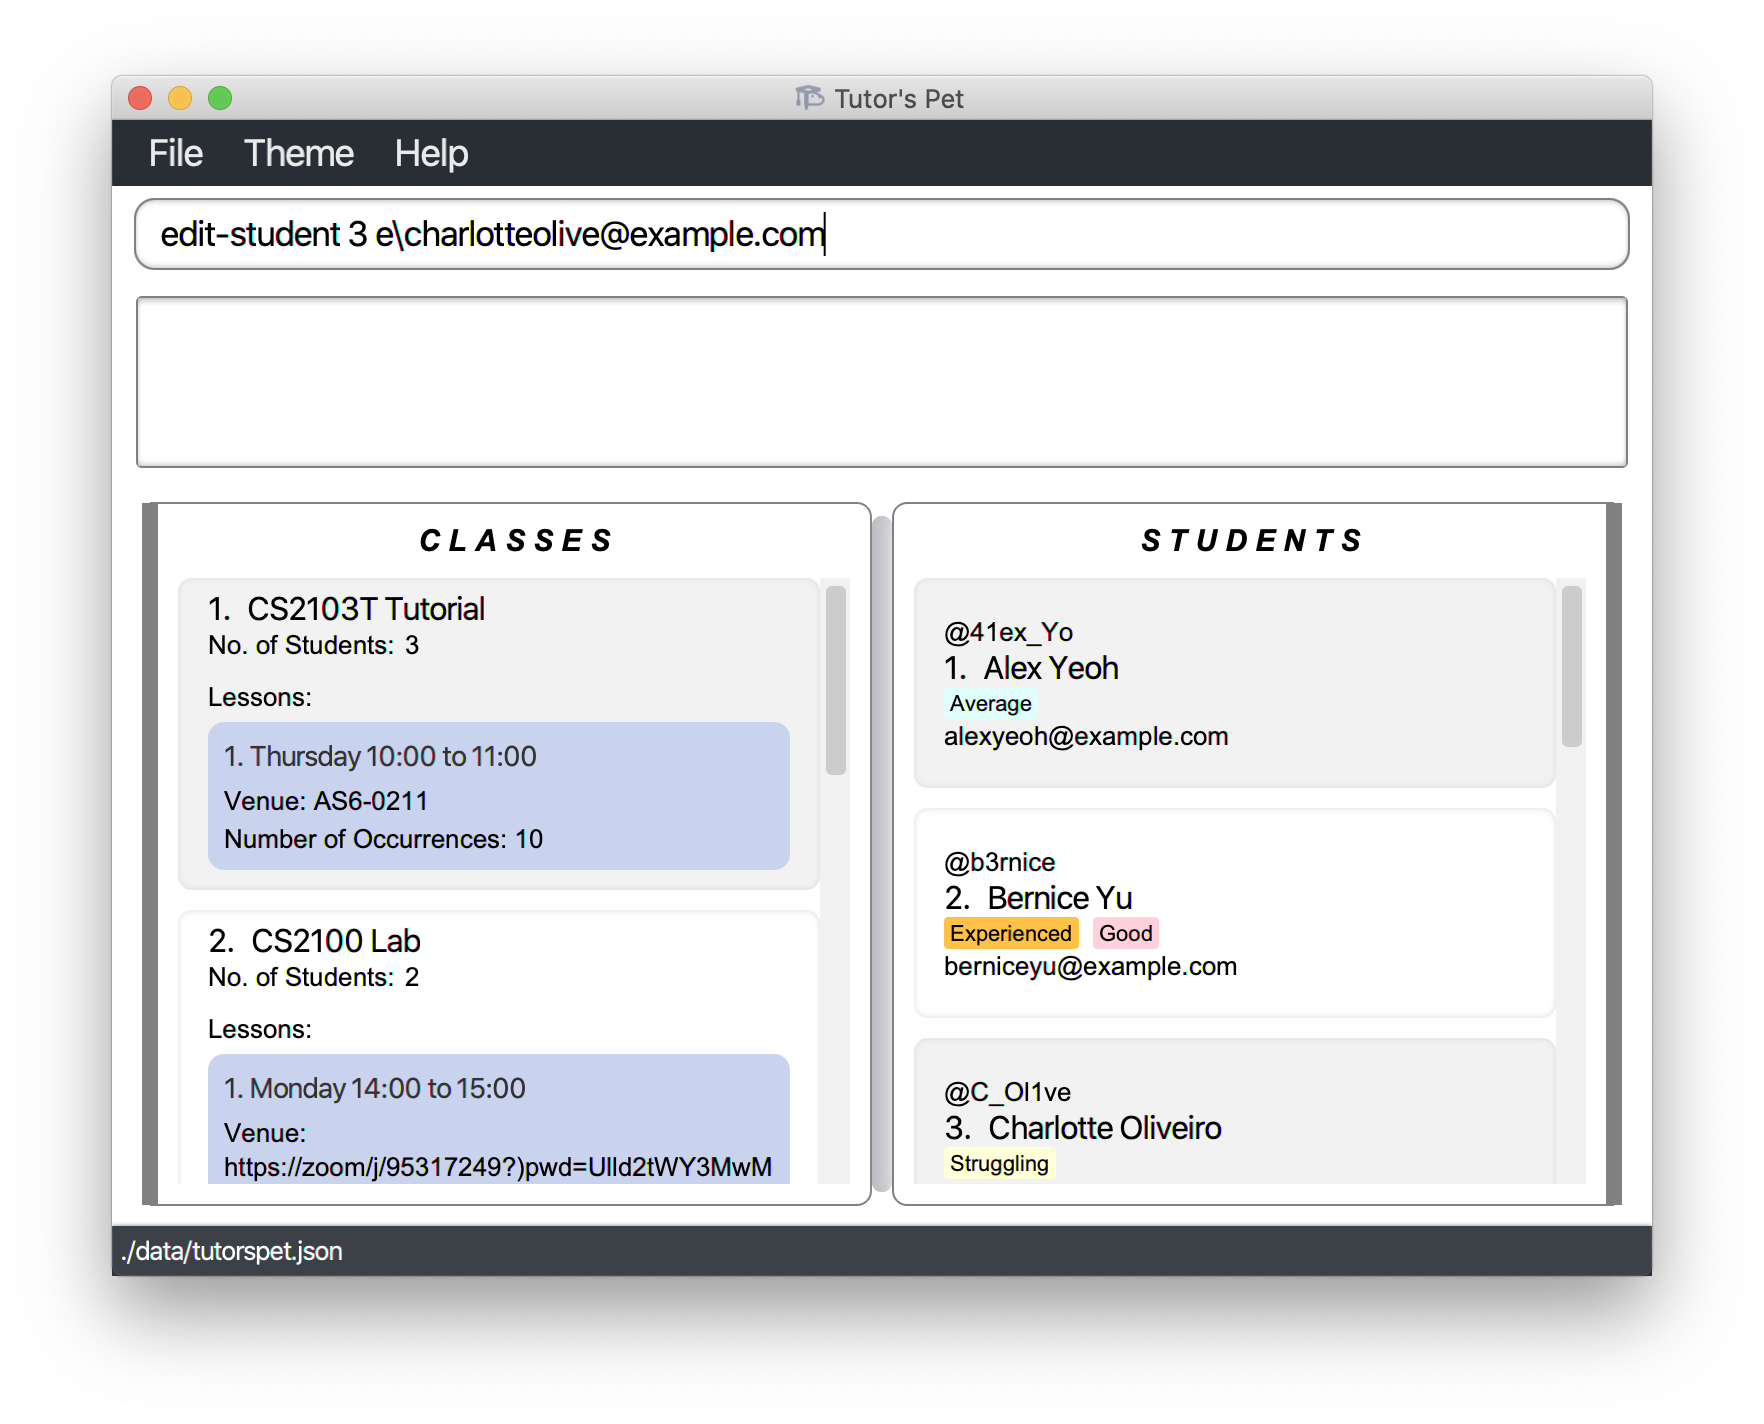 Tutor's Pet
File Theme Help
edit-student 3 e\charlotteolive@example.com
CLASSES
1. CS2103T Tutorial
No. of Students: 3
Lessons:
1. Thursday 10:00 to 11:00
Venue: AS6-0211
Number of Occurrences: 10
2. CS2100 Lab
No. of Students: 2
Lessons:
1. Monday 14:00 to 15:00
Venue:
https://zoom/j/95317249?)pwd=Ulld2tWY3MwM
STUDENTS
@41ex_Yo
1. Alex Yeoh
Average
alexyeoh@example.com
@b3rnice
2. Bernice Yu
Experienced Good
berniceyu@example.com
@C_Ol1ve
3. Charlotte Oliveiro
Struggling
./data/tutorspet.json